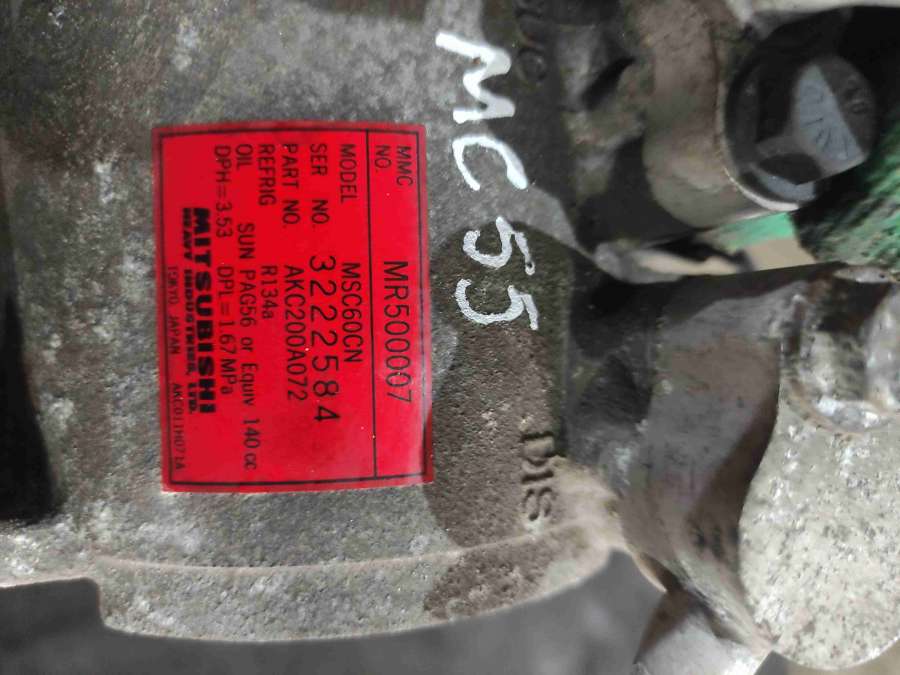 MC 55
MMC NO. MR500007
MODEL MSC60CN
SER NO. 3222584
PART NO. AKC200A072
REFRIG R134a
OIL SUN PAG56 or Equiv 140 cc
DPH=3.53 DPL=1.67 MPa
MITSUBISHI
HEAVY INDUSTRIES, LTD.
TOKYO, JAPAN AKC011H071A
DIS